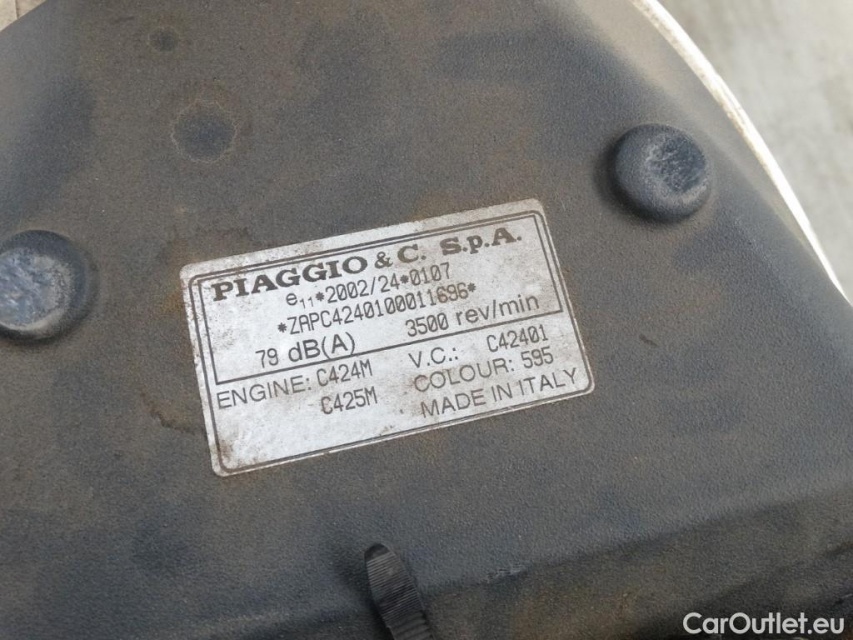 PIAGGIO & C. S.p.A.
e11*2002/24*0107
*ZAPC4240100011696*
79 dB(A) 3500 rev/min
ENGINE: C424M V.C.: C42401
C425M COLOUR: 595
MADE IN ITALY
CarOutlet.eu